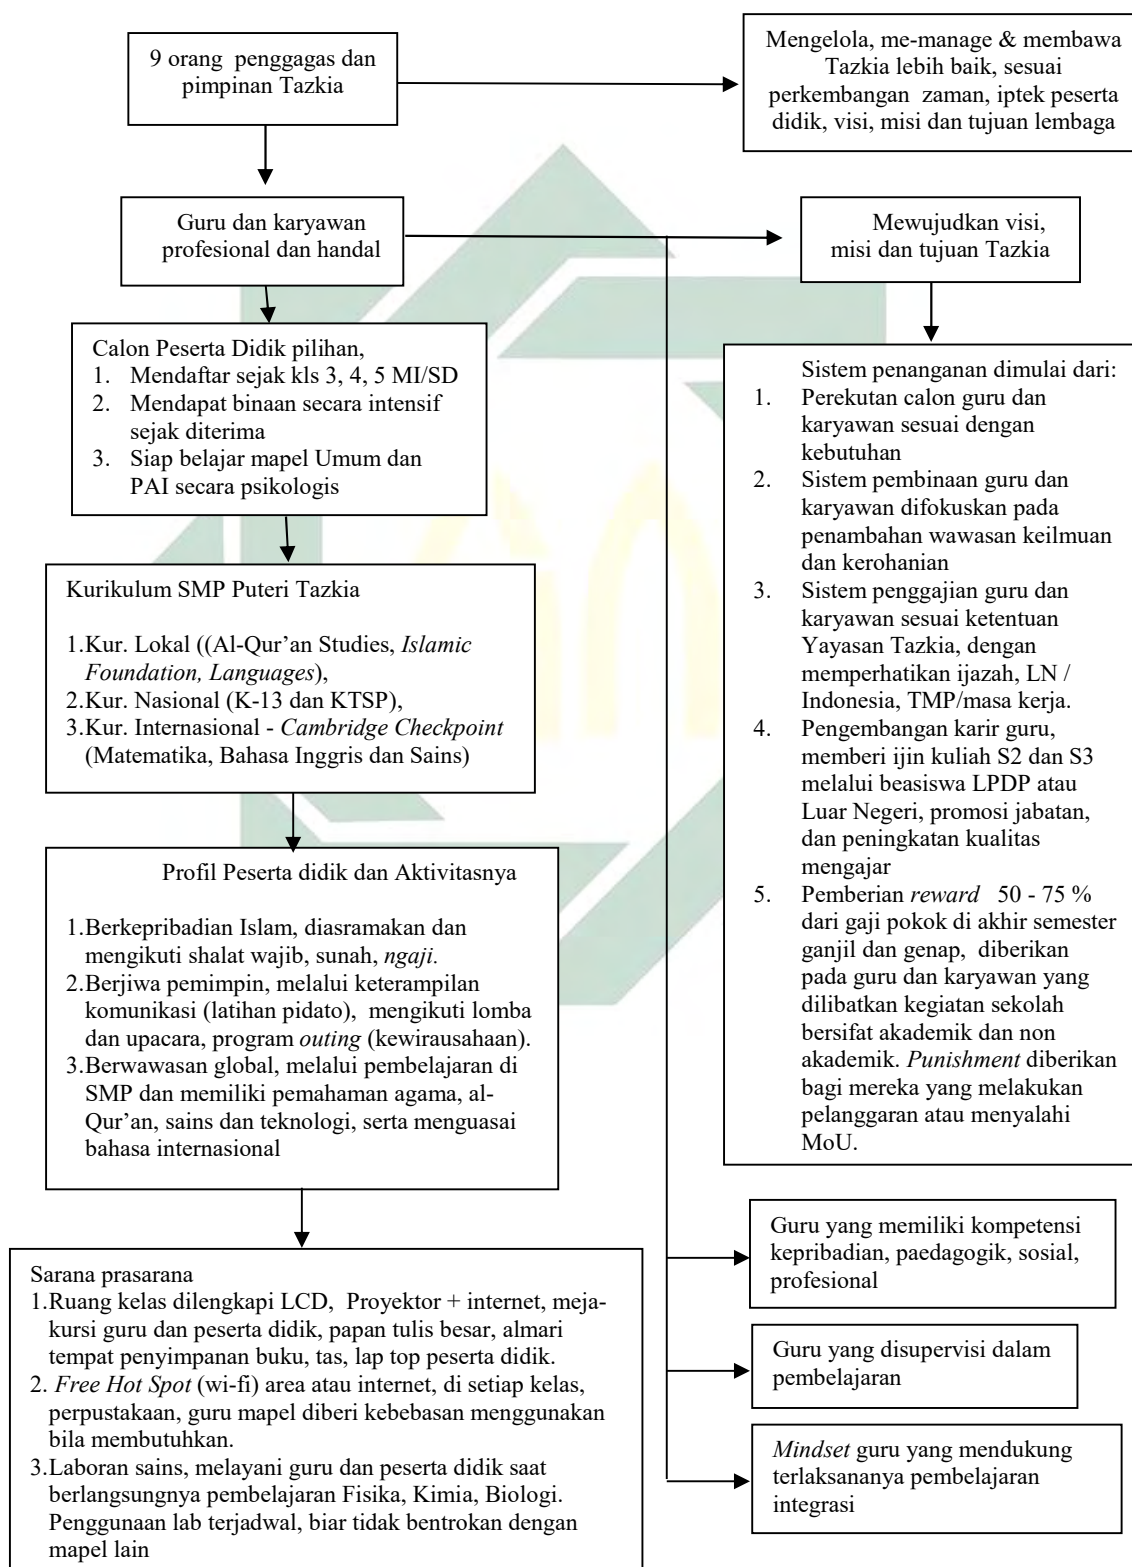 9 orang penggagas dan
pimpinan Tazkia
Mengelola, me-manage & membawa
Tazkia lebih baik, sesuai
perkembangan zaman, iptek peserta
didik, visi, misi dan tujuan lembaga
Guru dan karyawan
profesional dan handal
Mewujudkan visi,
misi dan tujuan Tazkia
Calon Peserta Didik pilihan,
1. Mendaftar sejak kls 3, 4, 5 MI/SD
2. Mendapat binaan secara intensif
sejak diterima
3. Siap belajar mapel Umum dan
PAI secara psikologis
Kurikulum SMP Puteri Tazkia
1.Kur. Lokal ((Al-Qur’an Studies, Islamic
Foundation, Languages),
2.Kur. Nasional (K-13 dan KTSP),
3.Kur. Internasional - Cambridge Checkpoint
(Matematika, Bahasa Inggris dan Sains)
Profil Peserta didik dan Aktivitasnya
1.Berkepribadian Islam, diasramakan dan
mengikuti shalat wajib, sunah, ngaji.
2.Berjiwa pemimpin, melalui keterampilan
komunikasi (latihan pidato), mengikuti lomba
dan upacara, program outing (kewirausahaan).
3.Berwawasan global, melalui pembelajaran di
SMP dan memiliki pemahaman agama, al-
Qur’an, sains dan teknologi, serta menguasai
bahasa internasional
Sarana prasarana
1.Ruang kelas dilengkapi LCD, Proyektor + internet, meja-
kursi guru dan peserta didik, papan tulis besar, almari
tempat penyimpanan buku, tas, lap top peserta didik.
2. Free Hot Spot (wi-fi) area atau internet, di setiap kelas,
perpustakaan, guru mapel diberi kebebasan menggunakan
bila membutuhkan.
3.Laboran sains, melayani guru dan peserta didik saat
berlangsungnya pembelajaran Fisika, Kimia, Biologi.
Penggunaan lab terjadwal, biar tidak bentrokan dengan
mapel lain
Sistem penanganan dimulai dari:
1. Perekutan calon guru dan
karyawan sesuai dengan
kebutuhan
2. Sistem pembinaan guru dan
karyawan difokuskan pada
penambahan wawasan keilmuan
dan kerohanian
3. Sistem penggajian guru dan
karyawan sesuai ketentuan
Yayasan Tazkia, dengan
memperhatikan ijazah, LN /
Indonesia, TMP/masa kerja.
4. Pengembangan karir guru,
memberi ijin kuliah S2 dan S3
melalui beasiswa LPDP atau
Luar Negeri, promosi jabatan,
dan peningkatan kualitas
mengajar
5. Pemberian reward 50 - 75 %
dari gaji pokok di akhir semester
ganjil dan genap, diberikan
pada guru dan karyawan yang
dilibatkan kegiatan sekolah
bersifat akademik dan non
akademik. Punishment diberikan
bagi mereka yang melakukan
pelanggaran atau menyalahi
MoU.
Guru yang memiliki kompetensi
kepribadian, paedagogik, sosial,
profesional
Guru yang disupervisi dalam
pembelajaran
Mindset guru yang mendukung
terlaksananya pembelajaran
integrasi